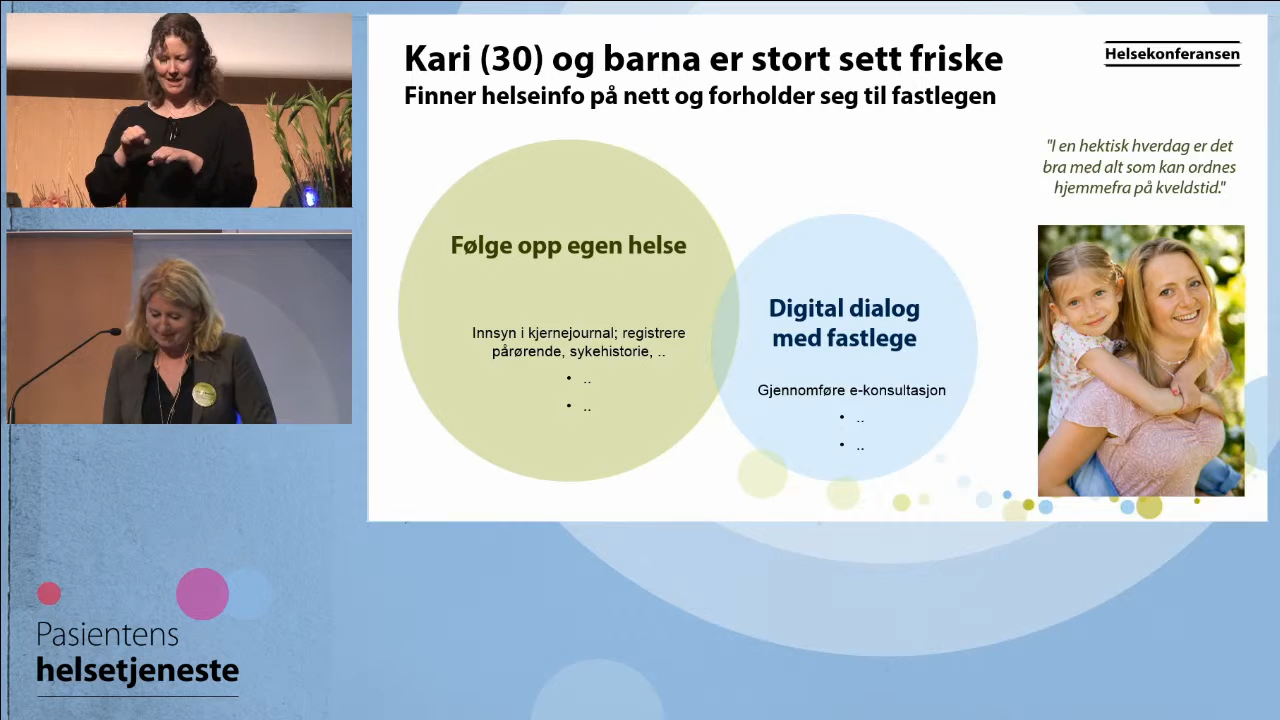 Kari (30) og barna er stort sett friske
Finner helseinfo på nett og forholder seg til fastlegen
Helsekonferansen
"I en hektisk hverdag er det
bra med alt som kan ordnes
hjemmefra på kveldstid."
Følge opp egen helse
Innsyn i kjernejournal; registrere
pårørende, sykehistorie, ..
• ..
• ..
Digital dialog
med fastlege
Gjennomføre e-konsultasjon
• ..
• ..
Pasientens
helsetjeneste